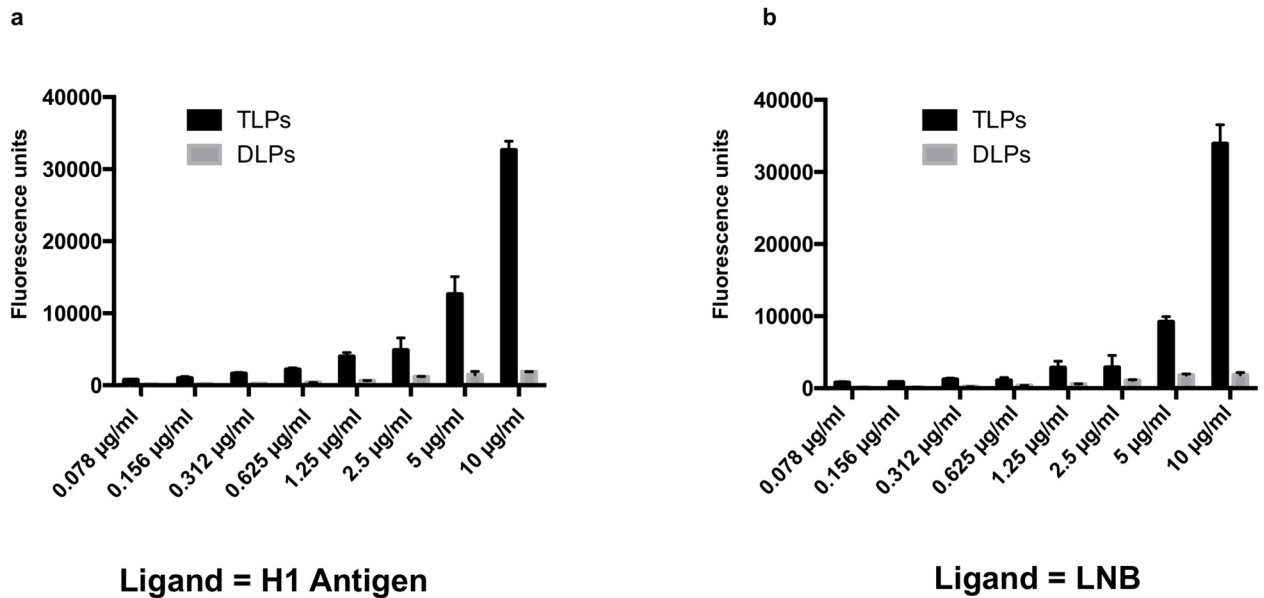 a
Fluorescence units
40000
30000
20000
10000
0
TLPs
DLPs
0.078 µg/ml
0.156 µg/ml
0.312 µg/ml
0.625 µg/ml
1.25 µg/ml
2.5 µg/ml
5 µg/ml
10 µg/ml
Ligand = H1 Antigen
b
Fluorescence units
40000
30000
20000
10000
0
TLPs
DLPs
0.078 µg/ml
0.156 µg/ml
0.312 µg/ml
0.625 µg/ml
1.25 µg/ml
2.5 µg/ml
5 µg/ml
10 µg/ml
Ligand = LNB